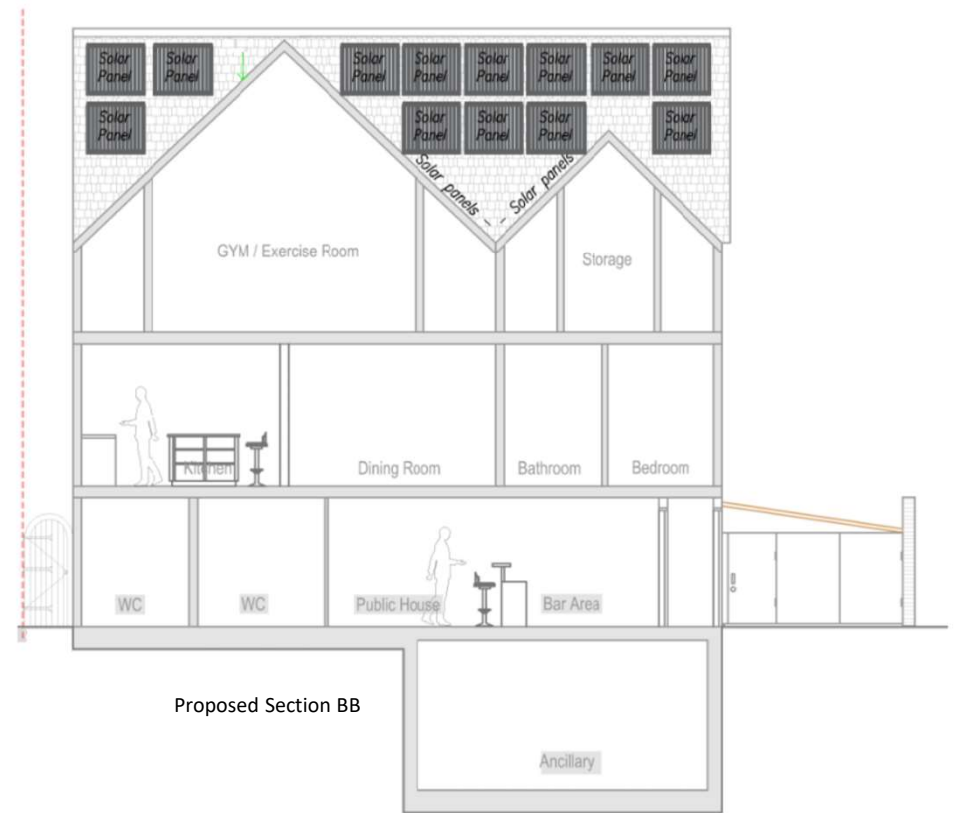 Solar
Panel
Solar
Panel
Solar
Panel
Solar
Panel
Solar
Panel
Solar
Panel
Solar
Panel
Solar
Panel
Solar
Panel
Solar
Panel
Solar
Panel
Solar
Panel
Solar
Panel
Solar panels
Solar panels
GYM / Exercise Room
Storage
Kitchen
Dining Room
Bathroom
Bedroom
WC
WC
Public House
Bar Area
Proposed Section BB
Ancillary